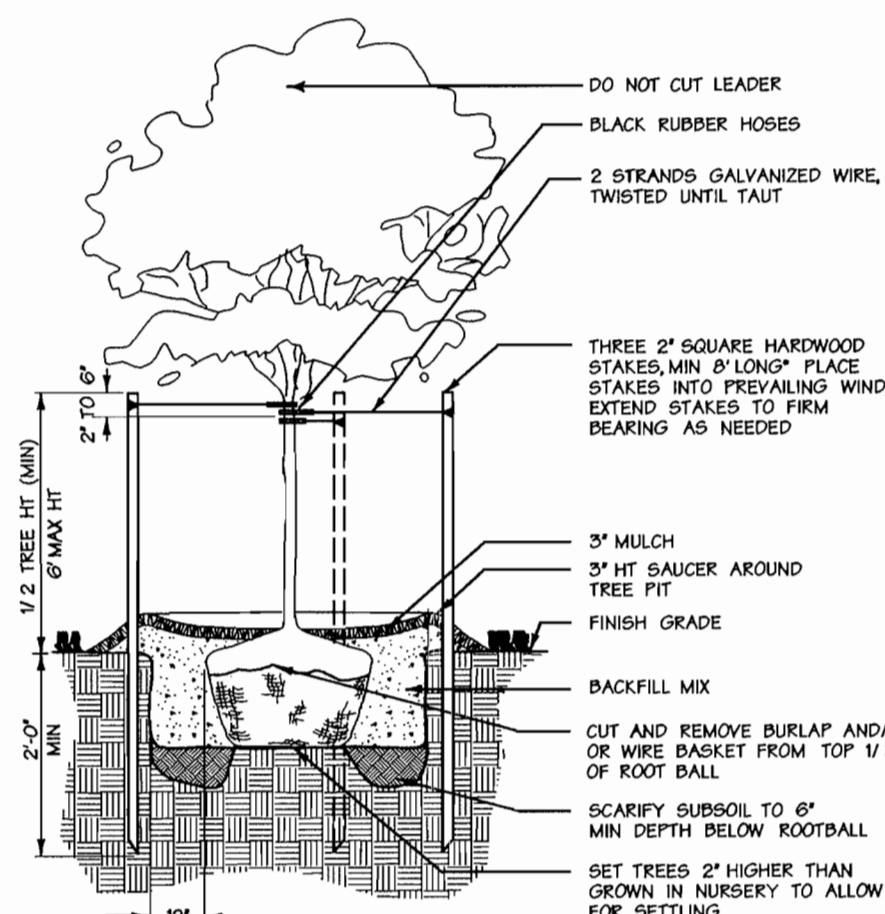 DO NOT CUT LEADER
BLACK RUBBER HOSES
2 STRANDS GALVANIZED WIRE,
TWISTED UNTIL TAUT
THREE 2" SQUARE HARDWOOD
STAKES, MIN 8' LONG" PLACE
STAKES INTO PREVAILING WIND
EXTEND STAKES TO FIRM
BEARING AS NEEDED
2" TO 6"
1/2 TREE HT (MIN)
6' MAX HT
3" MULCH
3" HT SAUCER AROUND
TREE PIT
FINISH GRADE
BACKFILL MIX
2'-0"
MIN
CUT AND REMOVE BURLAP AND/
OR WIRE BASKET FROM TOP 1/
OF ROOT BALL
SCARIFY SUBSOIL TO 6"
MIN DEPTH BELOW ROOTBALL
SET TREES 2" HIGHER THAN
GROWN IN NURSERY TO ALLOW
FOR SETTLING